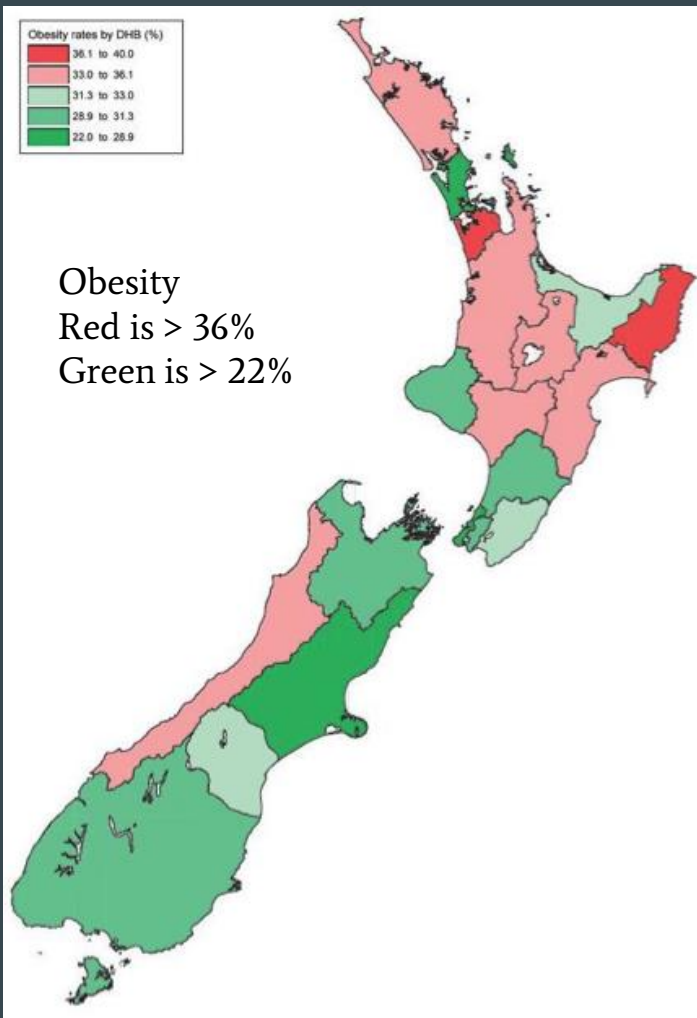 Obesity rates by DHB (%)
36.1 to 40.0
33.0 to 36.1
31.3 to 33.0
28.9 to 31.3
22.0 to 28.9
Obesity
Red is > 36%
Green is > 22%